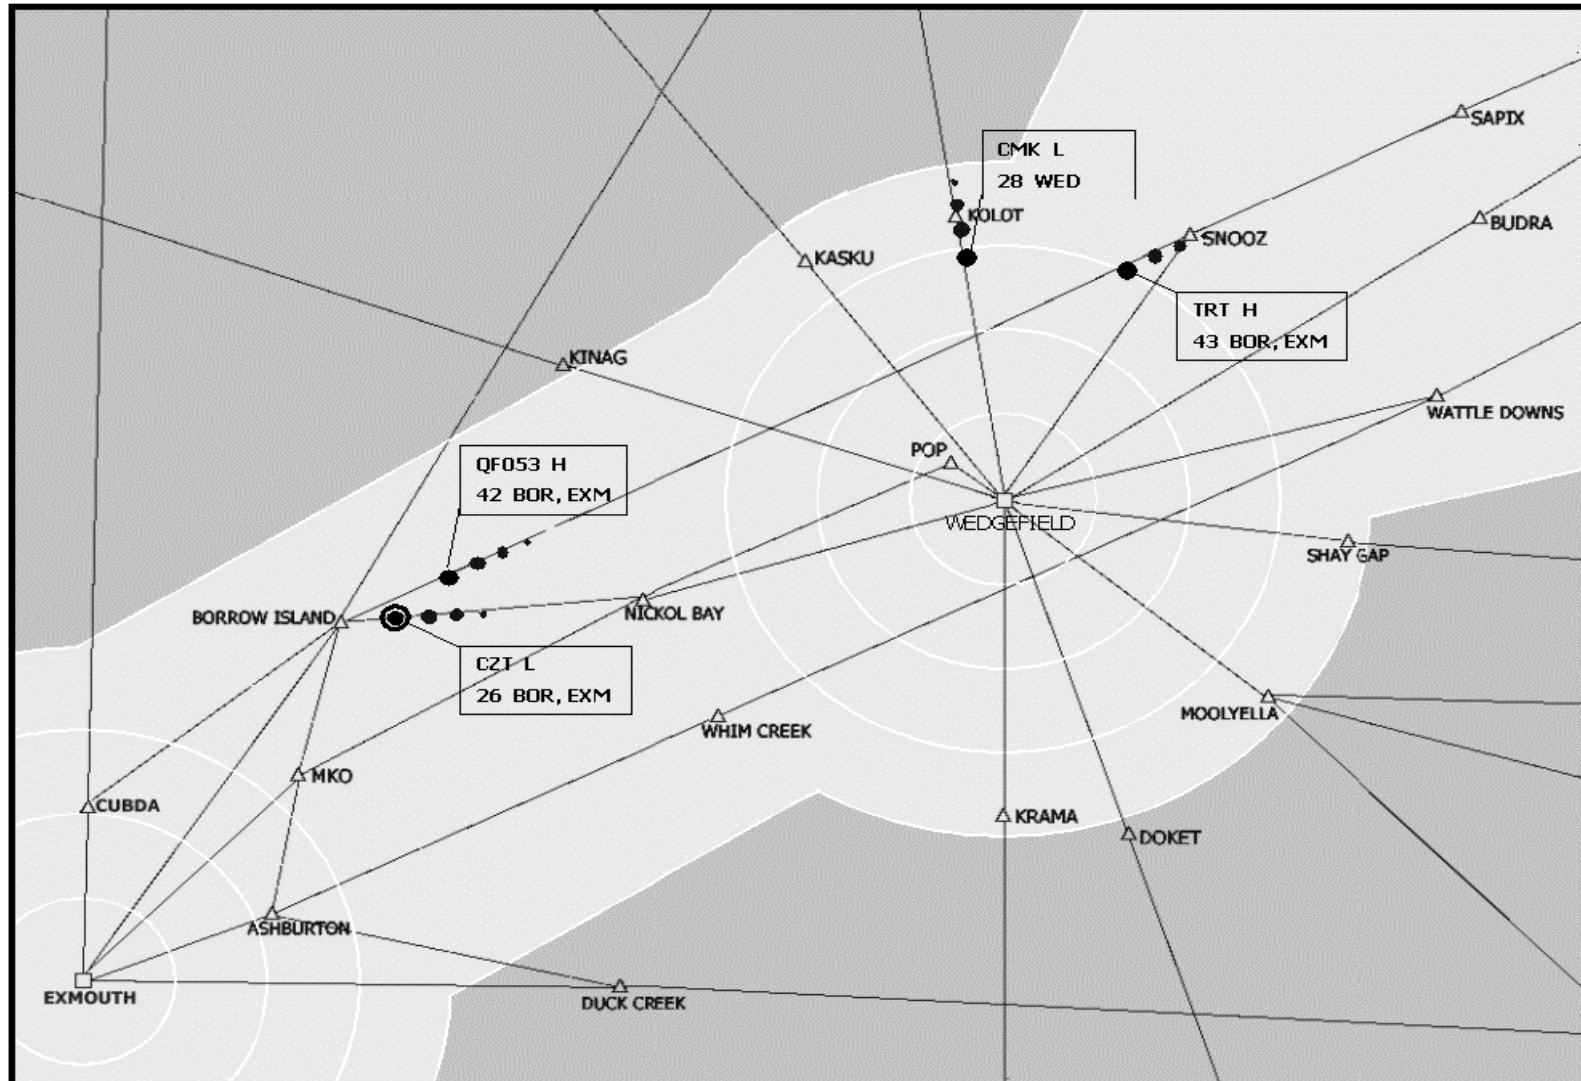 SAPIX
CMK L
28 WED
KOLOT
BUDRA
SNOOZ
KASKU
TRT H
43 BOR, EXM
KINAG
WATTLE DOWNS
POP
QF053 H
42 BOR, EXM
WEDGEFIELD
SHAY GAP
BORROW ISLAND
NICKOL BAY
CZT L
26 BOR, EXM
MOOLYELLA
WHIM CREEK
MKO
CUBDA
KRAMA
DOKET
ASHBURTON
EXMOUTH
DUCK CREEK